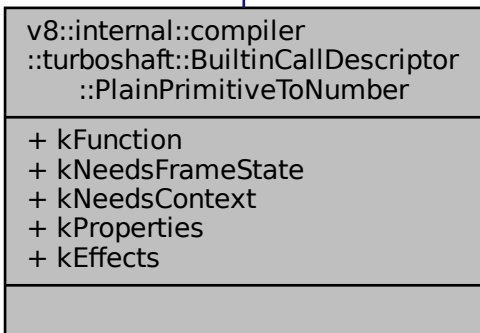 v8::internal::compiler
::turboshaft::BuiltinCallDescriptor
::PlainPrimitiveToNumber
+ kFunction
+ kNeedsFrameState
+ kNeedsContext
+ kProperties
+ kEffects